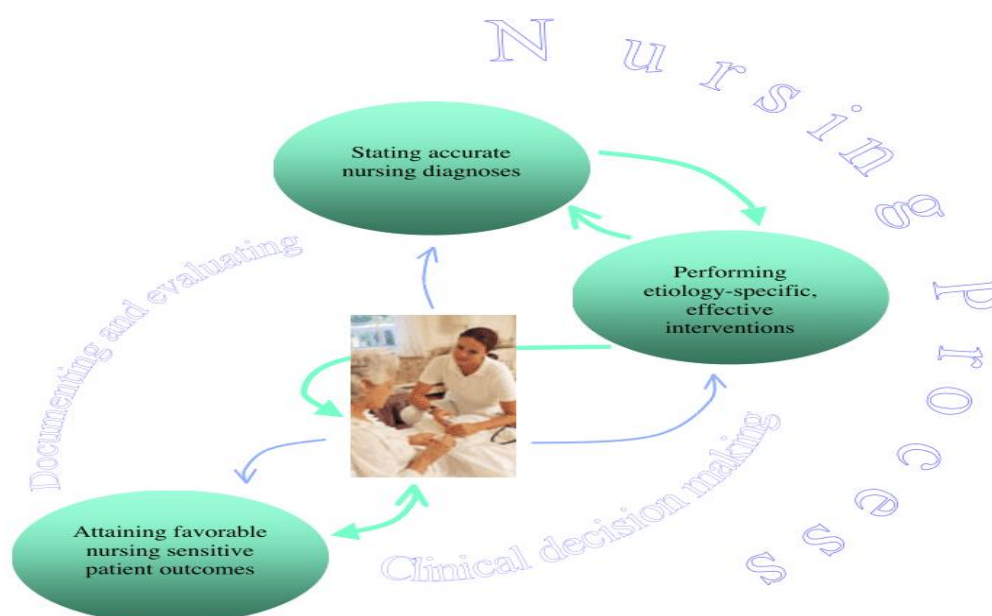 Nursing Process
Stating accurate
nursing diagnoses
Performing
etiology-specific,
effective
interventions
Documenting and evaluating
Clinical decision making
Attaining favorable
nursing sensitive
patient outcomes